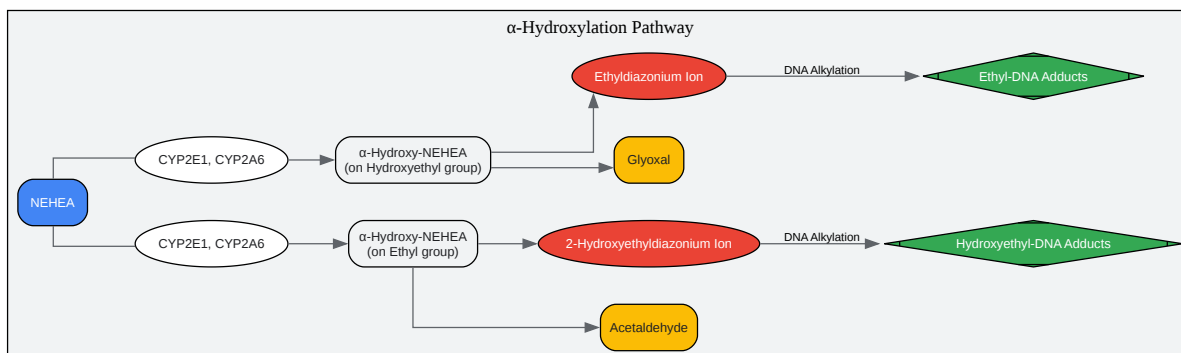 α-Hydroxylation Pathway
Ethyldiazonium Ion
DNA Alkylation
Ethyl-DNA Adducts
CYP2E1, CYP2A6
α-Hydroxy-NEHEA
(on Hydroxyethyl group)
Glyoxal
NEHEA
CYP2E1, CYP2A6
α-Hydroxy-NEHEA
(on Ethyl group)
2-Hydroxyethyldiazonium Ion
DNA Alkylation
Hydroxyethyl-DNA Adducts
Acetaldehyde